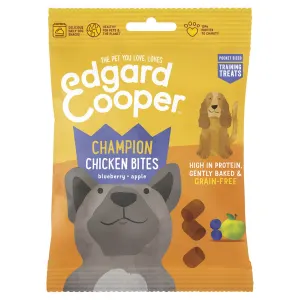 THE PET YOU LOVE LOVES
edgard
cooper
POCKET SIZED
TRAINING
TREATS
CHAMPION
CHICKEN BITES
blueberry + apple
HIGH IN PROTEIN,
GENTLY BAKED &
GRAIN-FREE